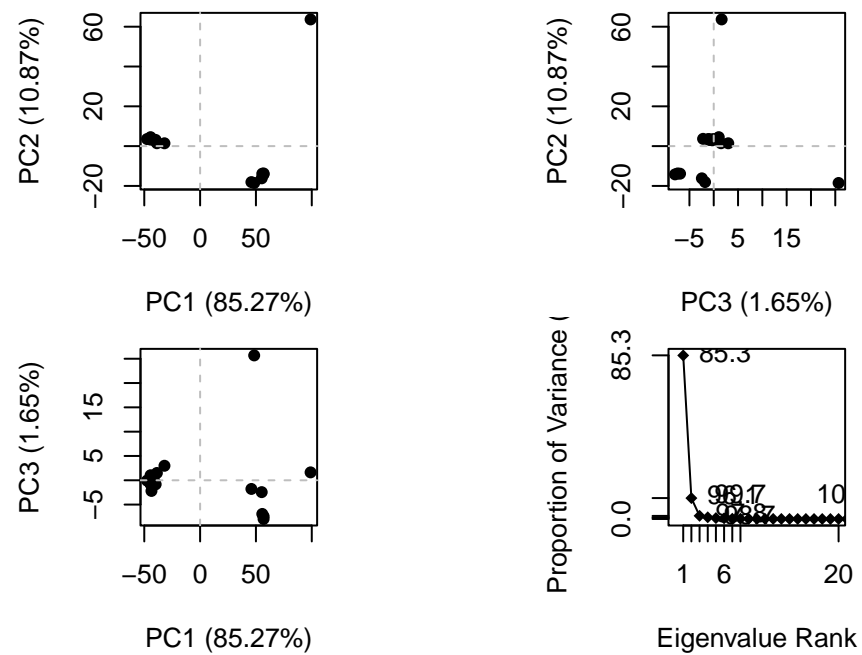 PC2 (10.87%)
60
20
−20
−50 0 50
PC1 (85.27%)
PC2 (10.87%)
60
20
−20
−5 5 15
PC3 (1.65%)
PC3 (1.65%)
15
5
−5
−50 0 50
PC1 (85.27%)
Proportion of Variance (
85.3
0.0
85.3
1 6 20
Eigenvalue Rank